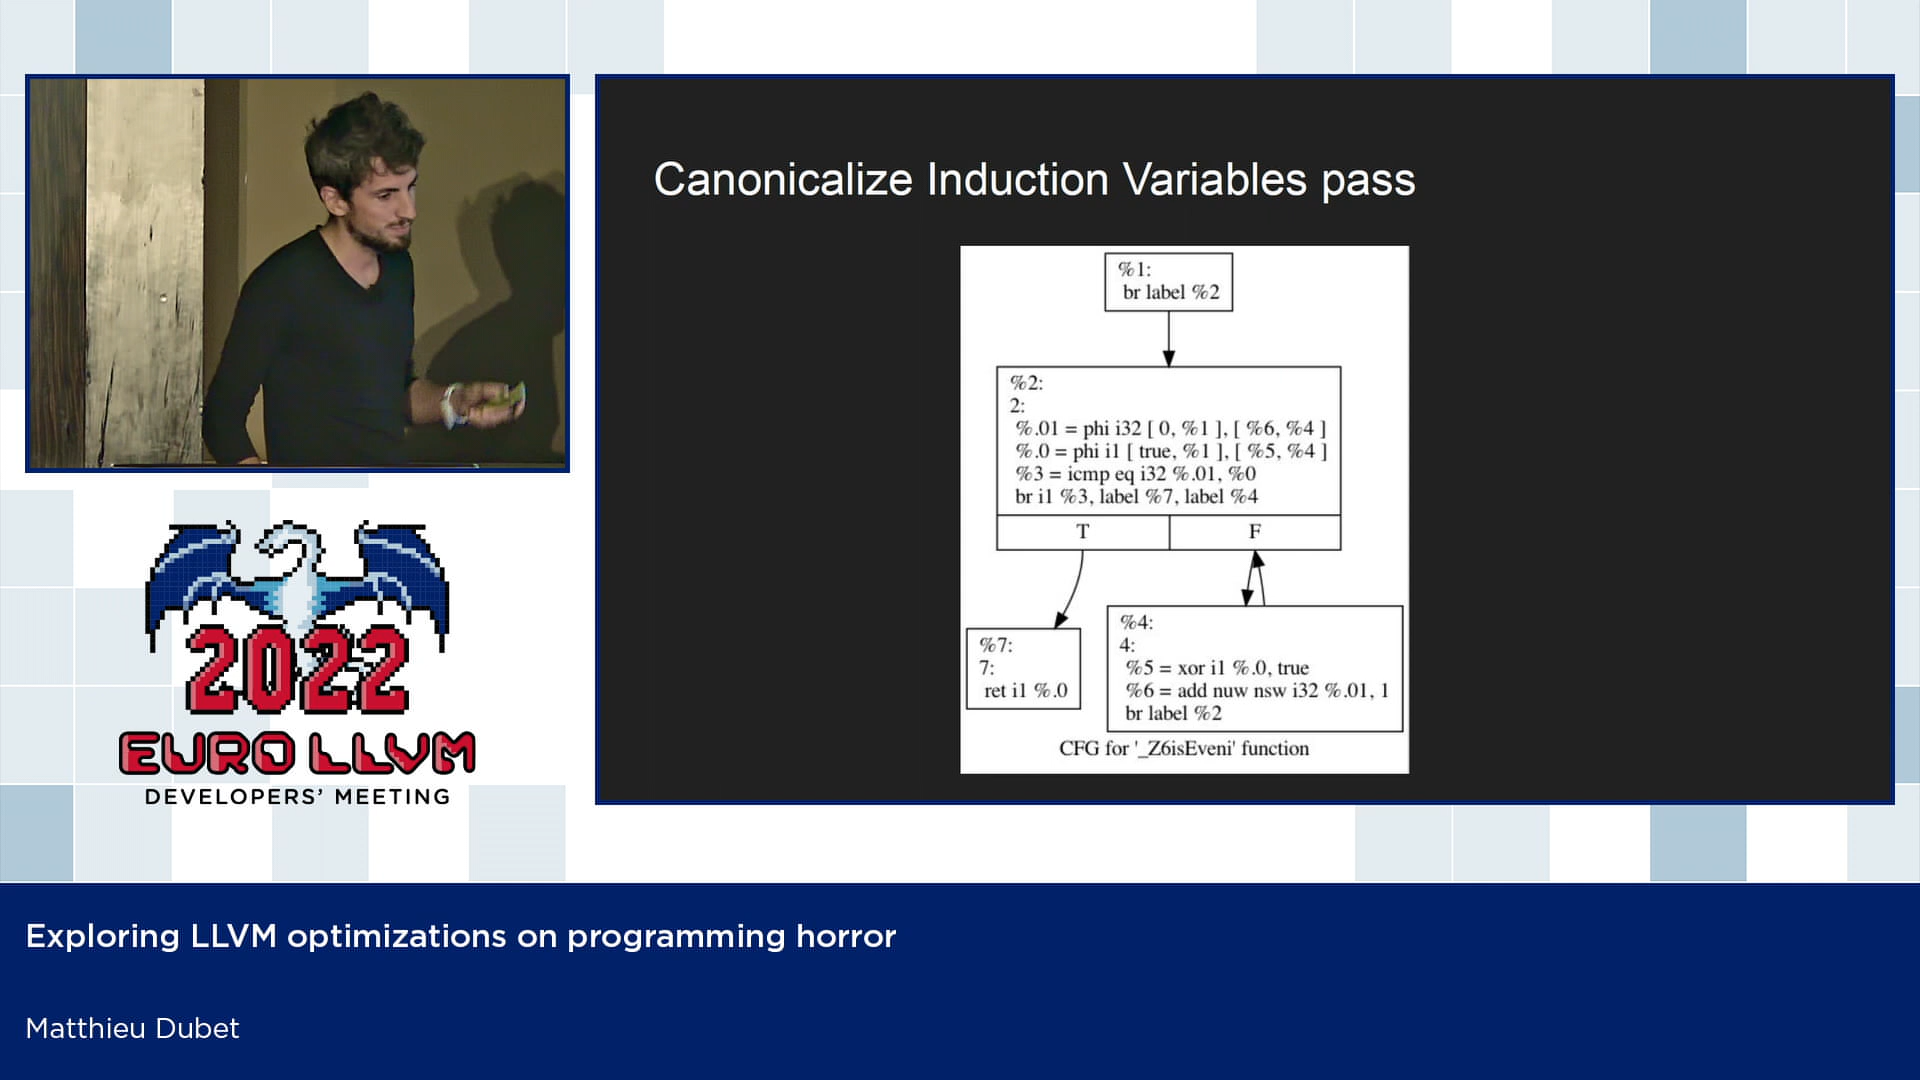 Canonicalize Induction Variables pass
%1:
br label %2
%2:
2:
%.01 = phi i32 [ 0, %1 ], [ %6, %4 ]
%.0 = phi i1 [ true, %1 ], [ %5, %4 ]
%3 = icmp eq i32 %.01, %0
br i1 %3, label %7, label %4
T
F
%7:
7:
ret i1 %.0
%4:
4:
%5 = xor i1 %.0, true
%6 = add nuw nsw i32 %.01, 1
br label %2
CFG for '_Z6isEveni' function
2022
EURO LLVM
DEVELOPERS' MEETING
Exploring LLVM optimizations on programming horror
Matthieu Dubet